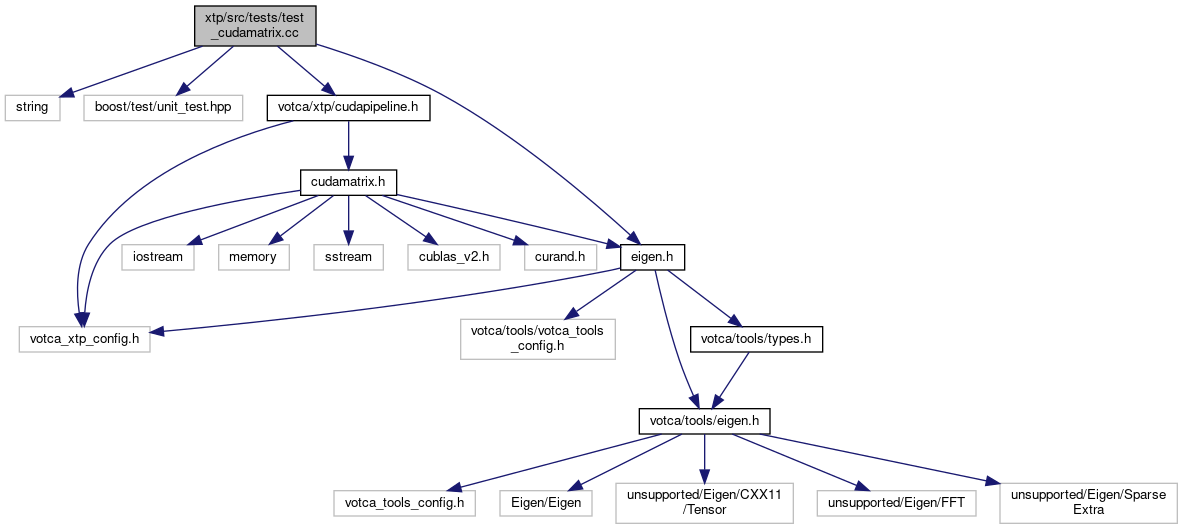 xtp/src/tests/test
_cudamatrix.cc
string
boost/test/unit_test.hpp
votca/xtp/cudapipeline.h
cudamatrix.h
iostream
memory
sstream
cublas_v2.h
curand.h
eigen.h
votca_xtp_config.h
votca/tools/votca_tools
_config.h
votca/tools/types.h
votca/tools/eigen.h
votca_tools_config.h
Eigen/Eigen
unsupported/Eigen/CXX11
/Tensor
unsupported/Eigen/FFT
unsupported/Eigen/Sparse
Extra